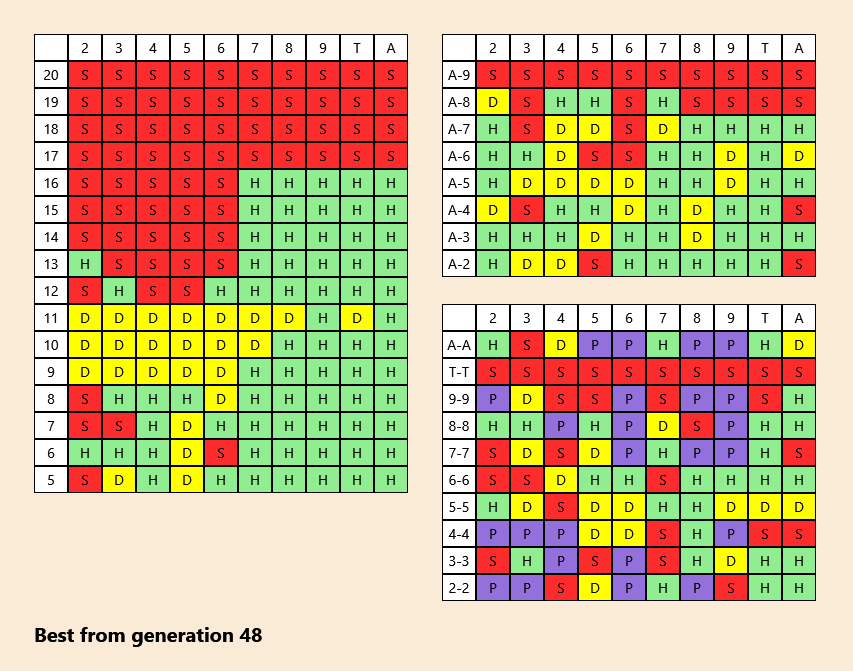 2 3 4 5 6 7 8 9 T A
20 S S S S S S S S S S
19 S S S S S S S S S S
18 S S S S S S S S S S
17 S S S S S S S S S S
16 S S S S S H H H H H
15 S S S S S H H H H H
14 S S S S S H H H H H
13 H S S S S H H H H H
12 S H S S H H H H H H
11 D D D D D D D H D H
10 D D D D D D H H H H
9 D D D D D H H H H H
8 S H H H D H H H H H
7 S S H D H H H H H H
6 H H H D S H H H H H
5 S D H D H H H H H H
2 3 4 5 6 7 8 9 T A
A-9 S S S S S S S S S S
A-8 D S H H S H S S S S
A-7 H S D D S D H H H H
A-6 H H D S S H H D H D
A-5 H D D D D H H D H H
A-4 D S H H D H D H H S
A-3 H H H D H H D H H H
A-2 H D D S H H H H H S
2 3 4 5 6 7 8 9 T A
A-A H S D P P H P P H D
T-T S S S S S S S S S S
9-9 P D S S P S P P S H
8-8 H H P H P D S P H H
7-7 S D S D P H P P H S
6-6 S S D H H S H H H H
5-5 H D S D D H H D D D
4-4 P P P D D S H P S S
3-3 S H P S P S H D H H
2-2 P P S D P H P S H H
Best from generation 48